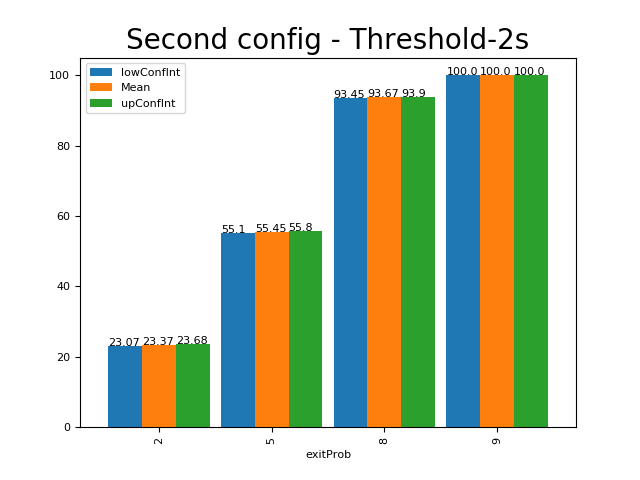 Second config - Threshold-2s
lowConfInt
Mean
upConfInt
100
80
60
40
20
0
23.07 23.37 23.68
55.1 55.45 55.8
93.45 93.67 93.9
100.0 100.0 100.0
2 5 8 9
exitProb